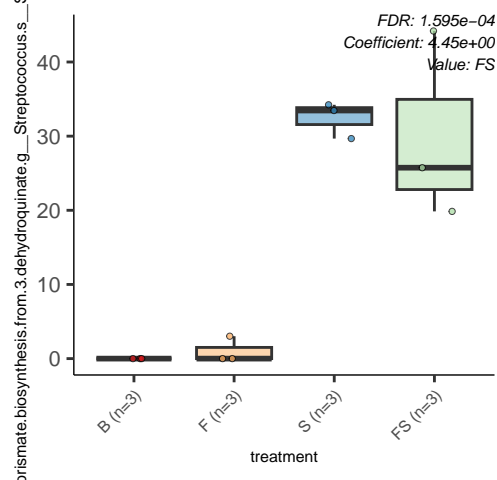 FDR: 1.595e−04
Coefficient: 4.45e+00
Value: FS
40
30
20
10
0
B (n=3)
F (n=3)
S (n=3)
FS (n=3)
treatment
orismate.biosynthesis.from.3.dehydroquinate.g__Streptococcus.s__S